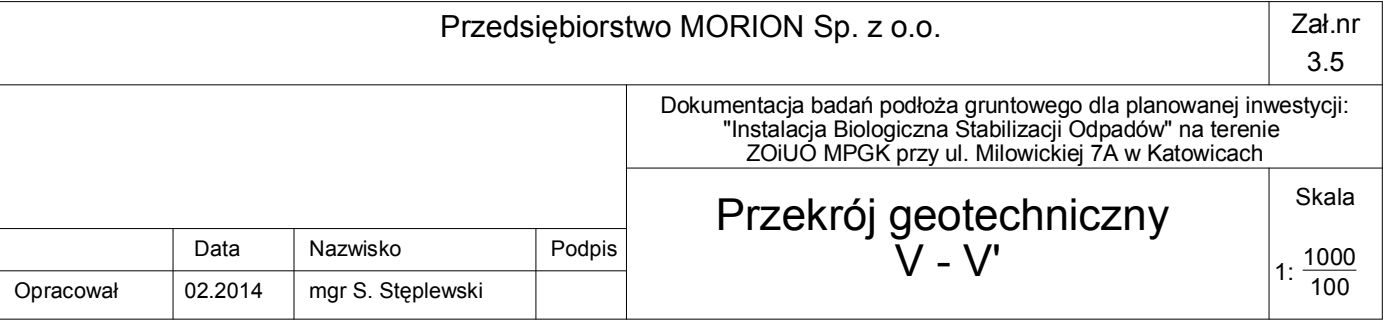 Przedsiębiorstwo MORION Sp. z o.o.
Zał.nr
3.5
Dokumentacja badań podłoża gruntowego dla planowanej inwestycji:
"Instalacja Biologiczna Stabilizacji Odpadów" na terenie
ZOiUO MPGK przy ul. Milowickiej 7A w Katowicach
Przekrój geotechniczny
V - V'
Skala
1: 1000
100
Data Nazwisko Podpis
Opracował 02.2014 mgr S. Stęplewski